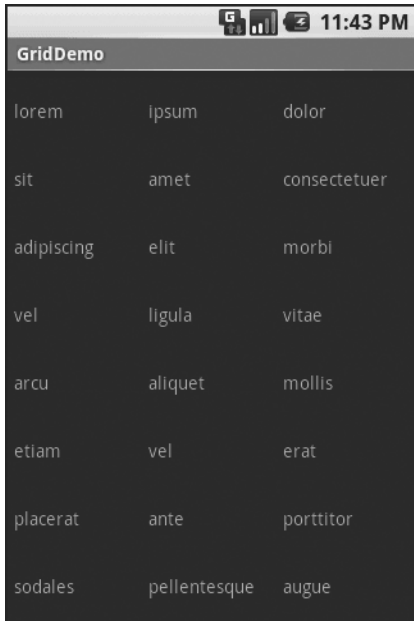 G 11:43 PM
GridDemo
lorem ipsum dolor
sit amet consectetuer
adipiscing elit morbi
vel ligula vitae
arcu aliquet mollis
etiam vel erat
placerat ante porttitor
sodales pellentesque augue